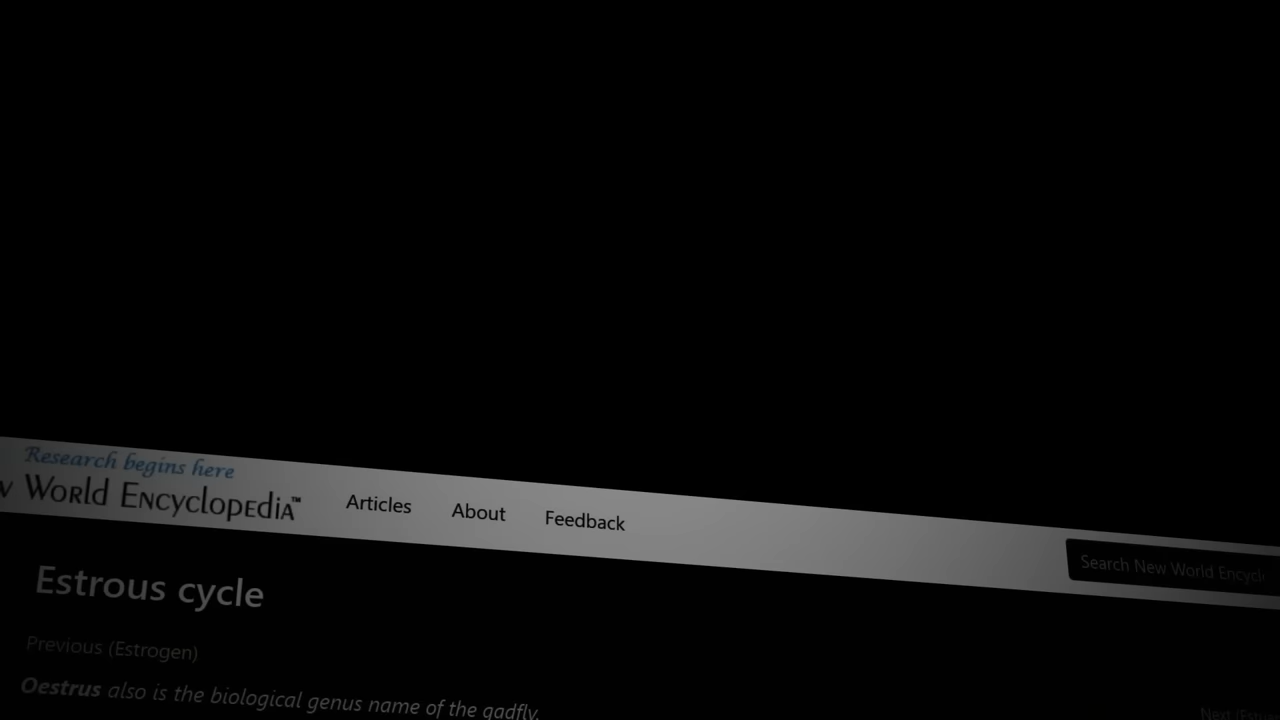 Research begins here
World Encyclopedia™
Articles
About
Feedback
Search New World Encycl
Estrous cycle
Previous (Estrogen)
Oestrus also is the biological genus name of the gadfly.
Next